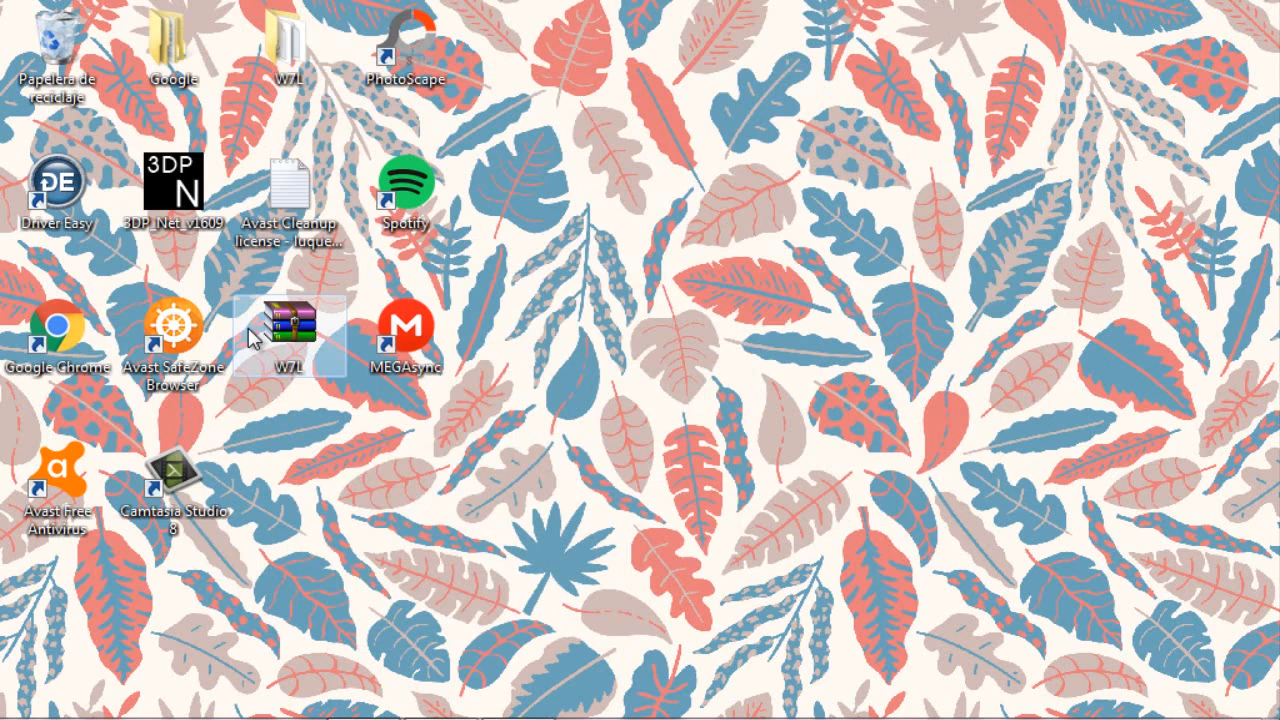 Papelera de
reciclaje
Google
W7L
PhotoScape
DE
Driver Easy
3DP
N
3DP_Net_v1609
Avast Cleanup
license - luque...
Spotify
Google Chrome
Avast SafeZone
Browser
W7L
M
MEGAsync
a
Avast Free
Antivirus
Camtasia Studio
8